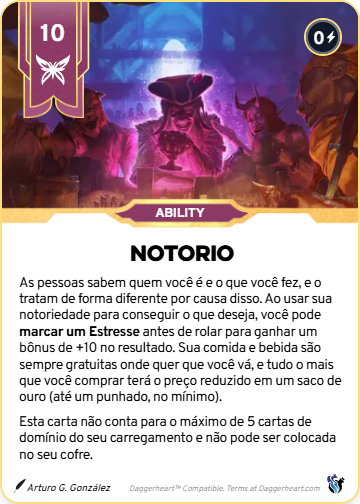 10
0
ABILITY
NOTORIO
As pessoas sabem quem você é e o que você fez, e o
tratam de forma diferente por causa disso. Ao usar sua
notoriedade para conseguir o que deseja, você pode
marcar um Estresse antes de rolar para ganhar um
bônus de +10 no resultado. Sua comida e bebida são
sempre gratuitas onde quer que você vá, e tudo o mais
que você comprar terá o preço reduzido em um saco de
ouro (até um punhado, no mínimo).
Esta carta não conta para o máximo de 5 cartas de
domínio do seu carregamento e não pode ser colocada
no seu cofre.
Arturo G. González
Daggerheart™ Compatible. Terms at Daggerheart.com